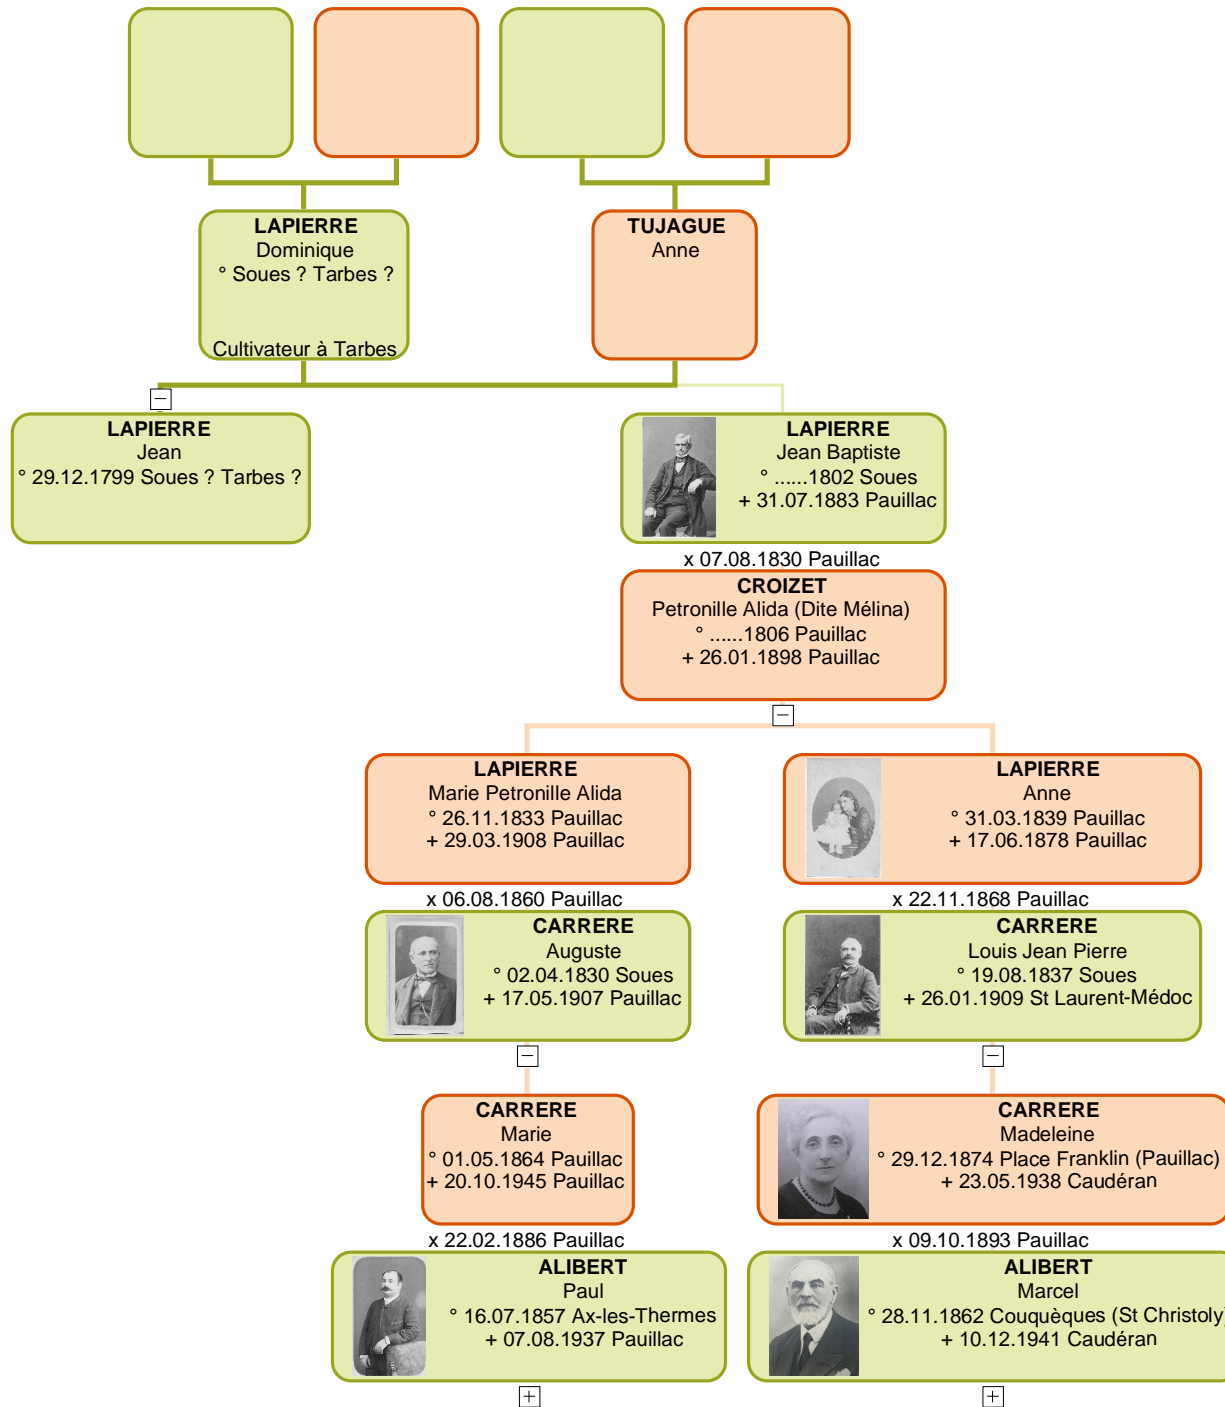 LAPIERRE
Dominique
° Soues ? Tarbes ?
Cultivateur à Tarbes
TUJAGUE
Anne
LAPIERRE
Jean
° 29.12.1799 Soues ? Tarbes ?
LAPIERRE
Jean Baptiste
° ......1802 Soues
+ 31.07.1883 Pauillac
x 07.08.1830 Pauillac
CROIZET
Petronille Alida (Dite Mélina)
° ......1806 Pauillac
+ 26.01.1898 Pauillac
LAPIERRE
Marie Petronille Alida
° 26.11.1833 Pauillac
+ 29.03.1908 Pauillac
x 06.08.1860 Pauillac
CARRERE
Auguste
° 02.04.1830 Soues
+ 17.05.1907 Pauillac
LAPIERRE
Anne
° 31.03.1839 Pauillac
+ 17.06.1878 Pauillac
x 22.11.1868 Pauillac
CARRERE
Louis Jean Pierre
° 19.08.1837 Soues
+ 26.01.1909 St Laurent-Médoc
CARRERE
Marie
° 01.05.1864 Pauillac
+ 20.10.1945 Pauillac
x 22.02.1886 Pauillac
ALIBERT
Paul
° 16.07.1857 Ax-les-Thermes
+ 07.08.1937 Pauillac
CARRERE
Madeleine
° 29.12.1874 Place Franklin (Pauillac)
+ 23.05.1938 Caudéran
x 09.10.1893 Pauillac
ALIBERT
Marcel
° 28.11.1862 Couquèques (St Christoly)
+ 10.12.1941 Caudéran